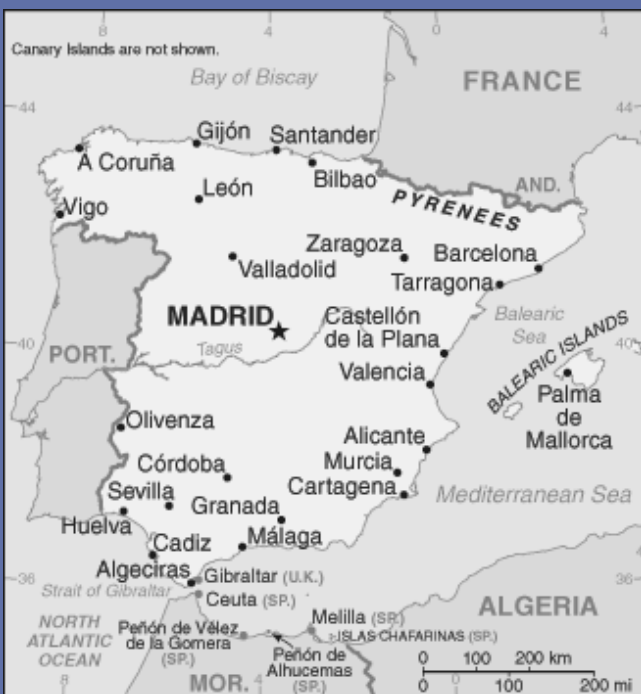 8 4 0 4
Canary Islands are not shown.
Bay of Biscay
FRANCE
44 44
Gijón
Santander
A Coruña
Bilbao
AND.
León
PYRENEES
Vigo
Zaragoza
Barcelona
Valladolid
Tarragona
MADRID
Castellón
de la Plana
Balearic
Sea
Tagus
40 40
PORT.
BALEARIC ISLANDS
Valencia
Palma
de
Mallorca
Olivenza
Alicante
Córdoba
Murcia
Sevilla
Cartagena
Mediterranean Sea
Granada
Huelva
Cadiz
Málaga
Algeciras
36 36
Gibraltar (U.K.)
Strait of Gibraltar
Ceuta (SP.)
ALGERIA
NORTH
ATLANTIC
OCEAN
Melilla (SP.)
Peñón de Vélez
de la Gomera
(SP.)
ISLAS CHAFARINAS (SP.)
Peñón de
Alhucemas
(SP.)
0 100 200 km
8 4 0
MOR.
0 100 200 mi